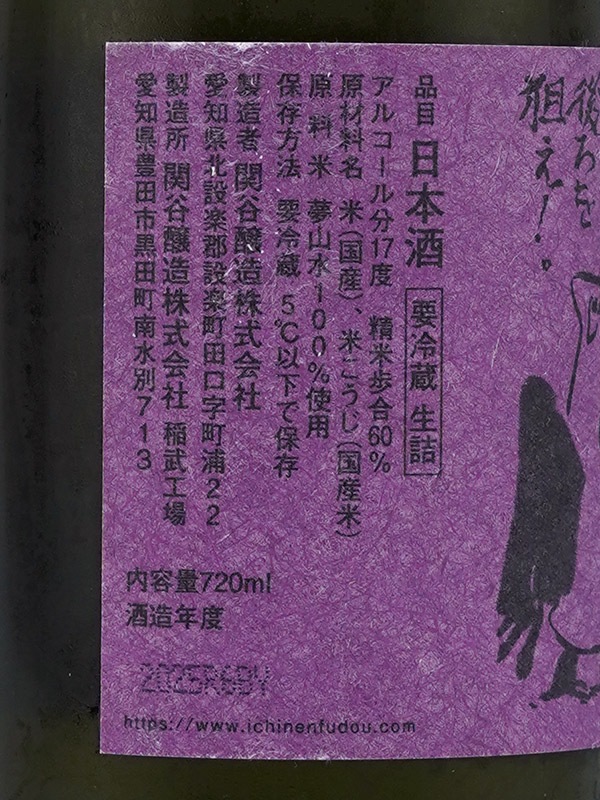 後ろを
狙え！。
品目 日本酒 要冷蔵 生詰
アルコール分17度 精米歩合60%
原材料名 米(国産)、米こうじ(国産米)
原料米 夢山水100%使用
保存方法 要冷蔵 5℃以下で保存
製造者 関谷醸造株式会社
愛知県北設楽郡設楽町田口字町浦22
製造所 関谷醸造株式会社 稲武工場
愛知県豊田市黒田町南水別713
内容量720ml
酒造年度
2025R6BY
https://www.ichinenfudou.com